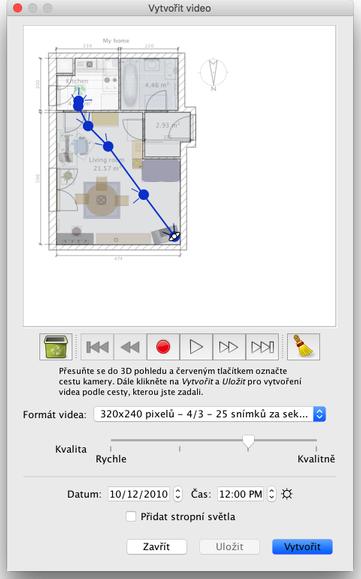 Vytvořit video
My home
Kitchen
4.46 m²
2.93 m²
Living room
21.57 m²
N
Přesuňte se do 3D pohledu a červeným tlačítkem označte
cestu kamery. Dále klikněte na Vytvořit a Uložit pro vytvoření
video podle cesty, kterou jste zadali.
Formát videa: 320x240 pixelů – 4/3 – 25 snímků za sek...
Kvalita
Rychle Kvalitně
Datum: 10/12/2010 Čas: 12:00 PM
Přidat stropní světla
Zavřít Uložit Vytvořit